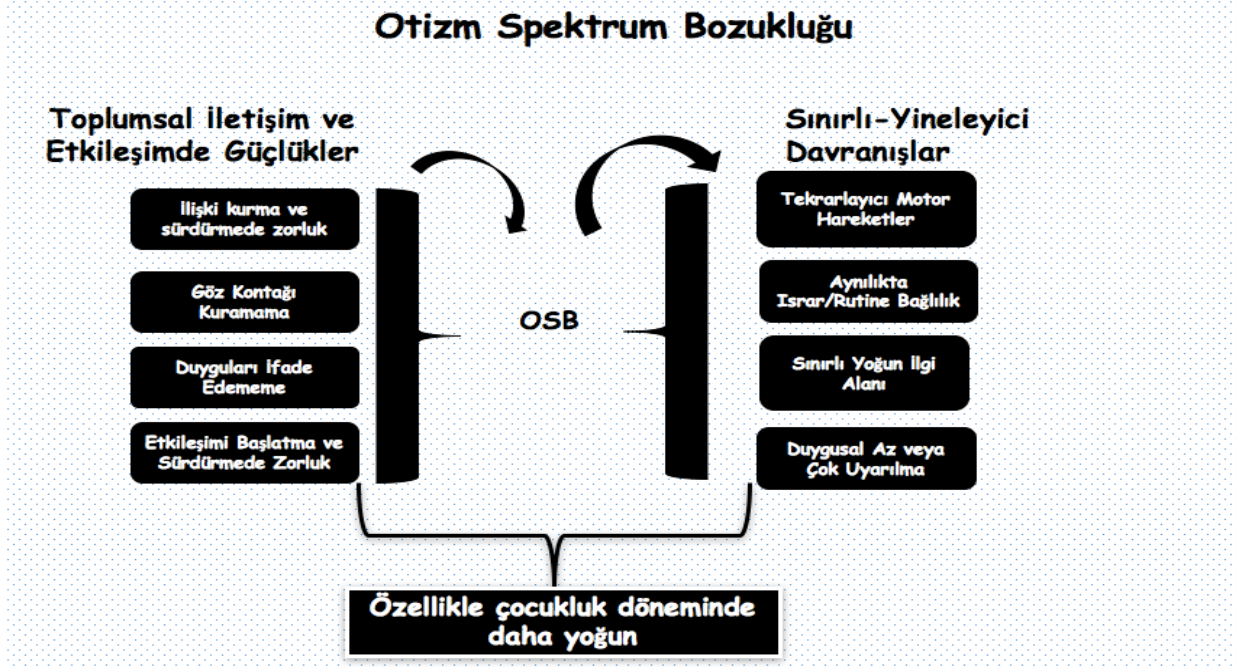 Otizm Spektrum Bozukluğu
Toplumsal İletişim ve
Etkileşimde Güçlükler
İlişki kurma ve
sürdürmede zorluk
Göz Kontağı
Kuramama
Duyguları İfade
Edememe
Etkileşimi Başlatma ve
Sürdürmede Zorluk
OSB
Sınırlı-Yineleyici
Davranışlar
Tekrarlayıcı Motor
Hareketler
Aynılıkta
Israr/Rutine Bağlılık
Sınırlı Yoğun İlgi
Alanı
Duygusal Az veya
Çok Uyarılma
Özellikle çocukluk döneminde
daha yoğun